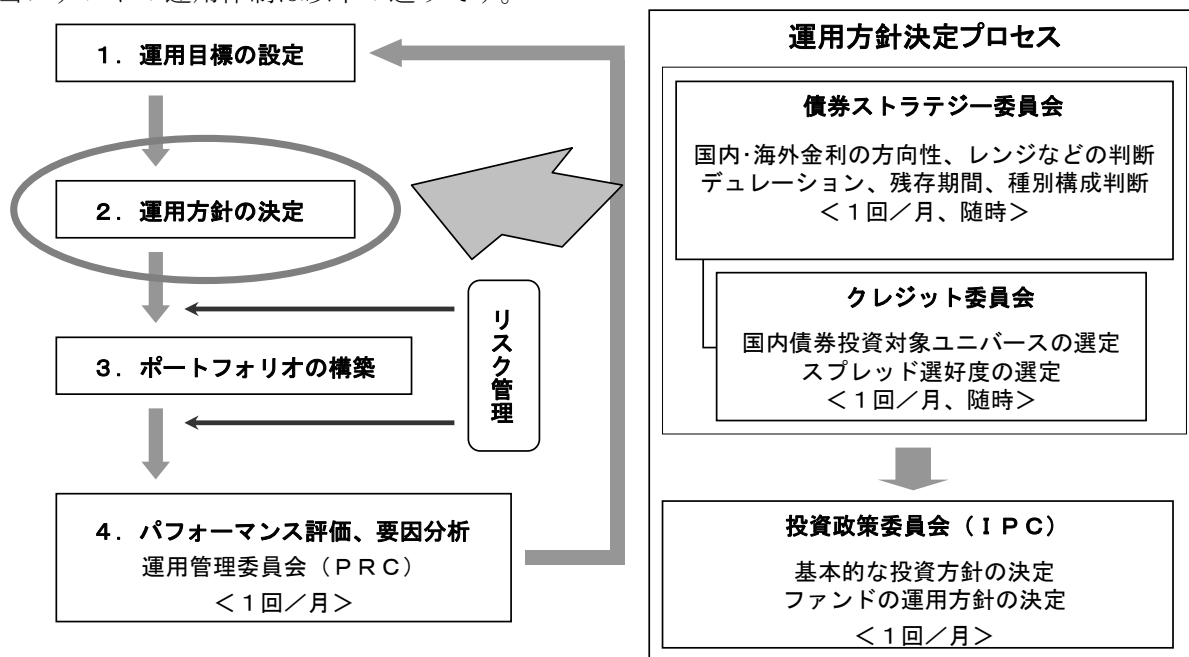 の運用体制は以下の通りです。
1．運用目標の設定
2．運用方針の決定
3．ポートフォリオの構築
4．パフォーマンス評価、要因分析
運用管理委員会（ＰＲＣ）
＜１回／月＞
リスク管理
運用方針決定プロセス
債券ストラテジー委員会
国内･海外金利の方向性、レンジなどの判断
デュレーション、残存期間、種別構成判断
＜１回／月、随時＞
クレジット委員会
国内債券投資対象ユニバースの選定
スプレッド選好度の選定
＜１回／月、随時＞
投資政策委員会（ＩＰＣ）
基本的な投資方針の決定
ファンドの運用方針の決定
＜１回／月＞